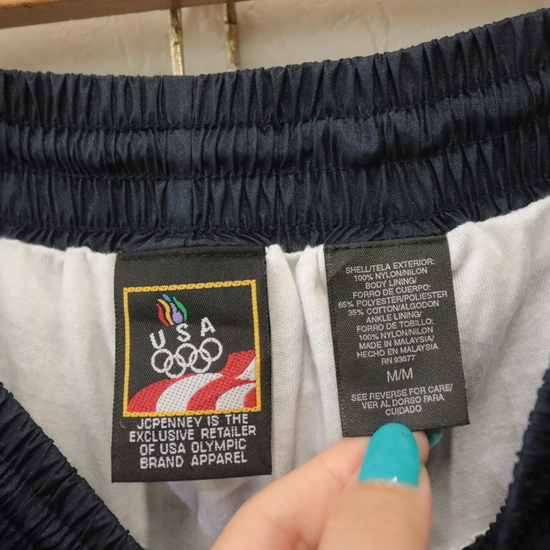 USA
JCPENNEY IS THE
EXCLUSIVE RETAILER
OF USA OLYMPIC
BRAND APPAREL
SHELL/TELA EXTERIOR:
100% NYLON/NILON
BODY LINING/
FORRO DE CUERPO:
65% POLYESTER/POLIESTER
35% COTTON/ALGODON
ANKLE LINING/
FORRO DE TOBILLO:
100% NYLON/NILON
MADE IN MALAYSIA/
HECHO EN MALAYSIA
RN 93677
M/M
SEE REVERSE FOR CARE/
VER AL DORSO PARA
CUIDADO